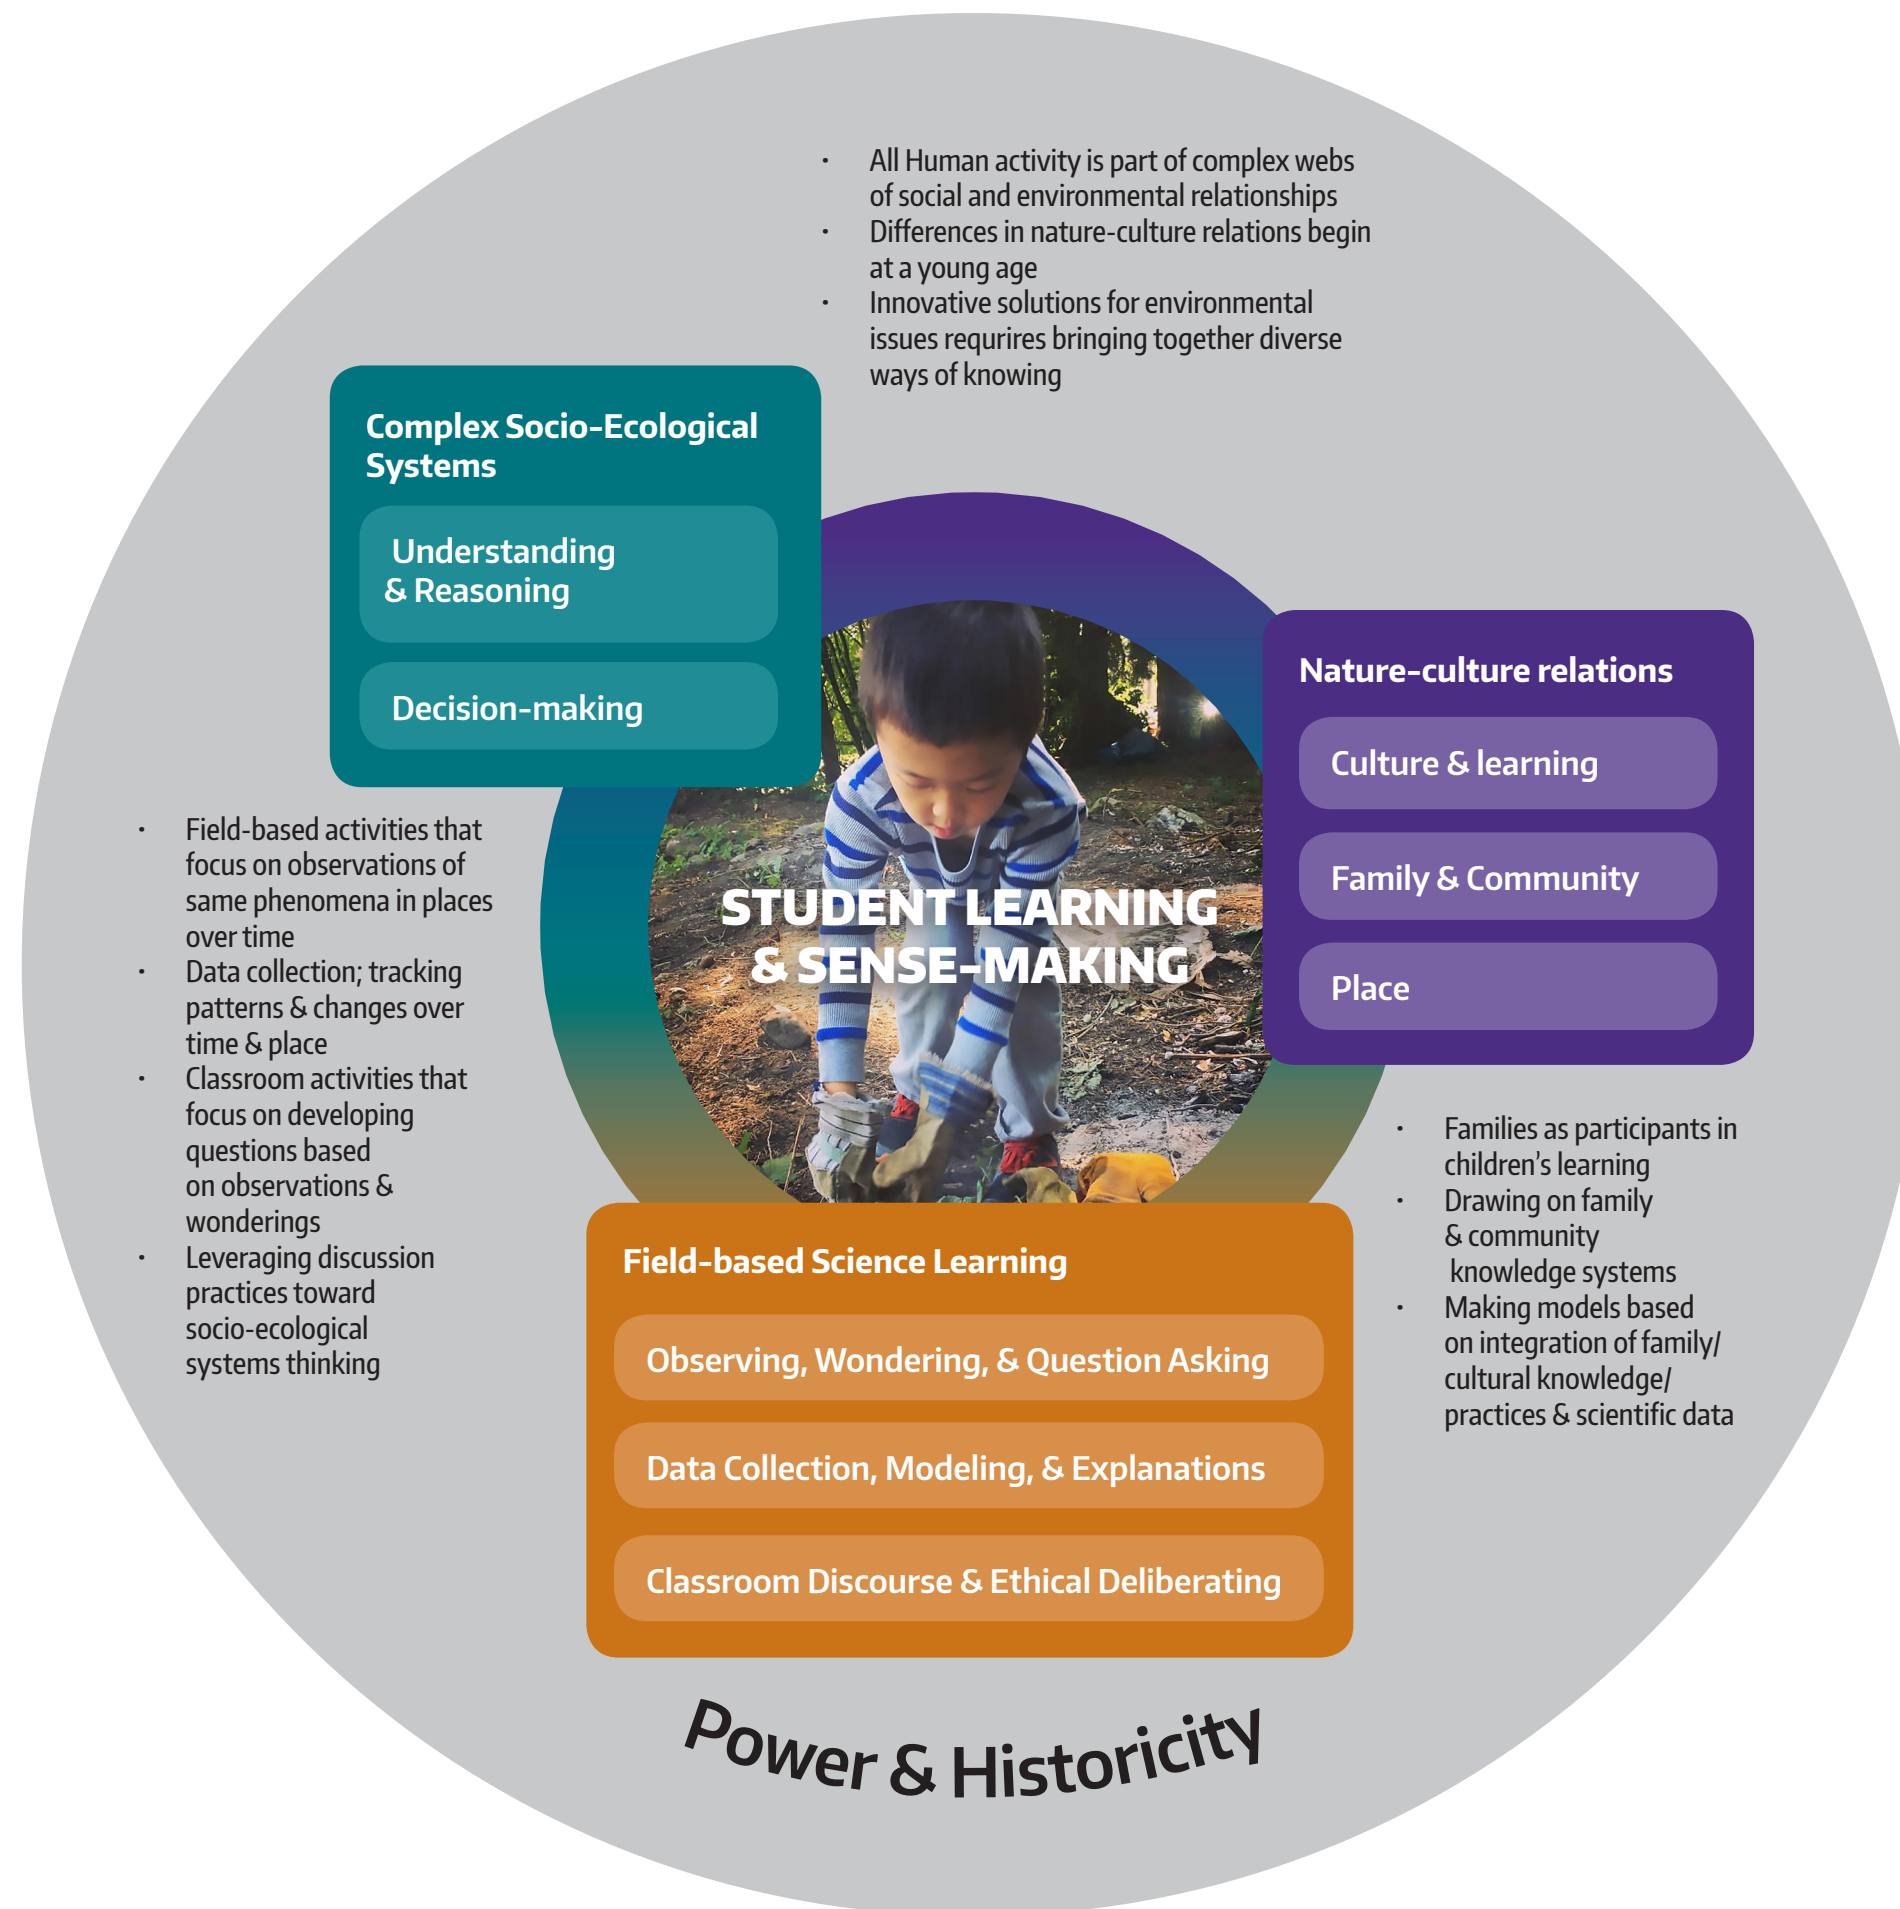 • All Human activity is part of complex webs
of social and environmental relationships
• Differences in nature-culture relations begin
at a young age
• Innovative solutions for environmental
issues requrires bringing together diverse
ways of knowing
Complex Socio-Ecological
Systems
Understanding
& Reasoning
Decision-making
Nature-culture relations
Culture & learning
Family & Community
Place
STUDENT LEARNING
& SENSE-MAKING
• Field-based activities that
focus on observations of
same phenomena in places
over time
• Data collection; tracking
patterns & changes over
time & place
• Classroom activities that
focus on developing
questions based
on observations &
wonderings
• Leveraging discussion
practices toward
socio-ecological
systems thinking
• Families as participants in
children's learning
• Drawing on family
& community
knowledge systems
• Making models based
on integration of family/
cultural knowledge/
practices & scientific data
Field-based Science Learning
Observing, Wondering, & Question Asking
Data Collection, Modeling, & Explanations
Classroom Discourse & Ethical Deliberating
Power & Historicity